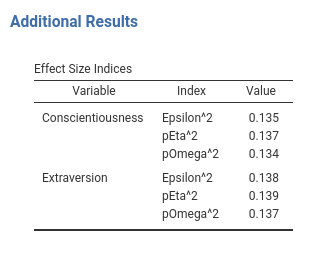 Additional Results
Effect Size Indices
Variable Index Value
Conscientiousness Epsilon^2 0.135
pEta^2 0.137
pOmega^2 0.134
Extraversion Epsilon^2 0.138
pEta^2 0.139
pOmega^2 0.137